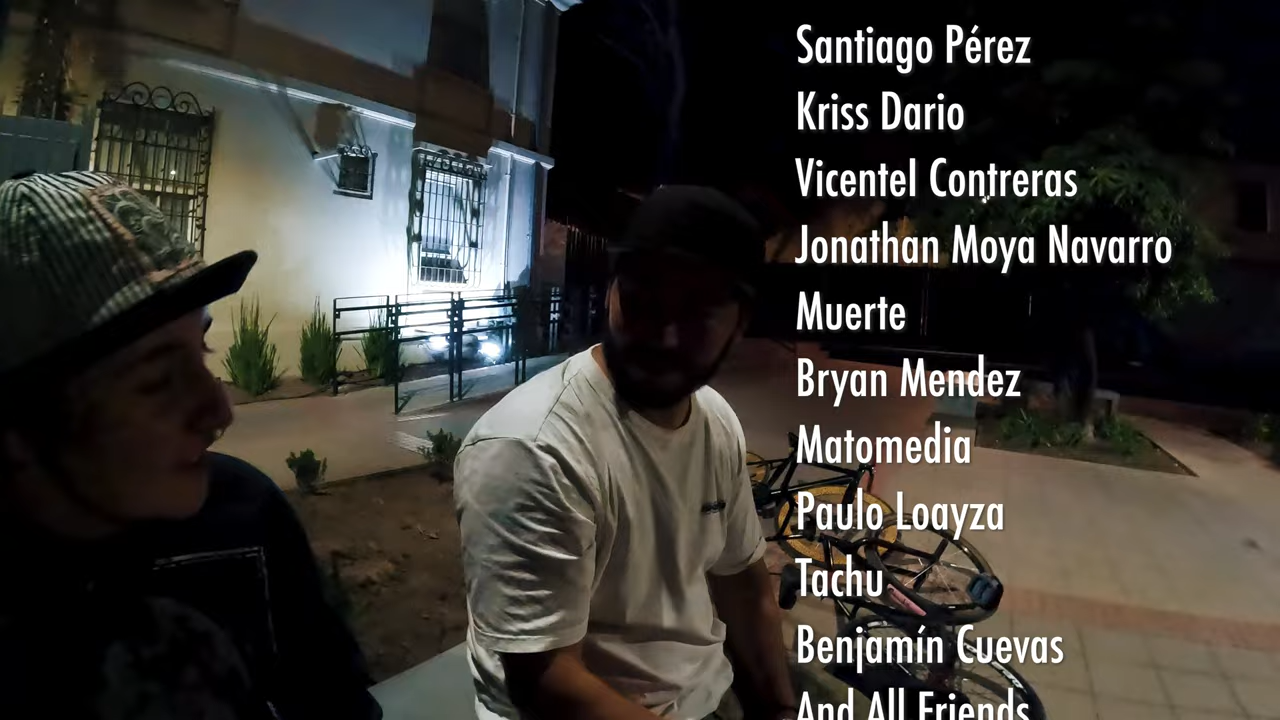 Santiago Pérez
Kriss Dario
Vicentel Contreras
Jonathan Moya Navarro
Muerte
Bryan Mendez
Matomedia
Paulo Loayza
Tachu
Benjamín Cuevas
And All Friends